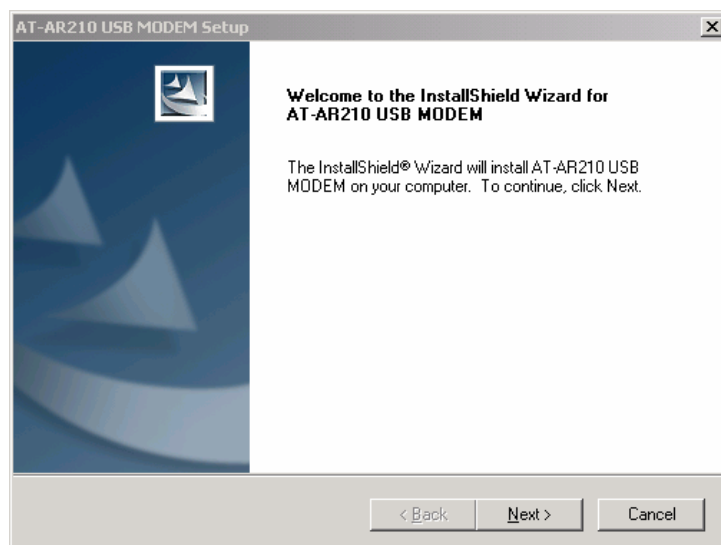 AT-AR210 USB MODEM Setup
Welcome to the InstallShield Wizard for
AT-AR210 USB MODEM
The InstallShield® Wizard will install AT-AR210 USB
MODEM on your computer. To continue, click Next.
< Back
Next >
Cancel